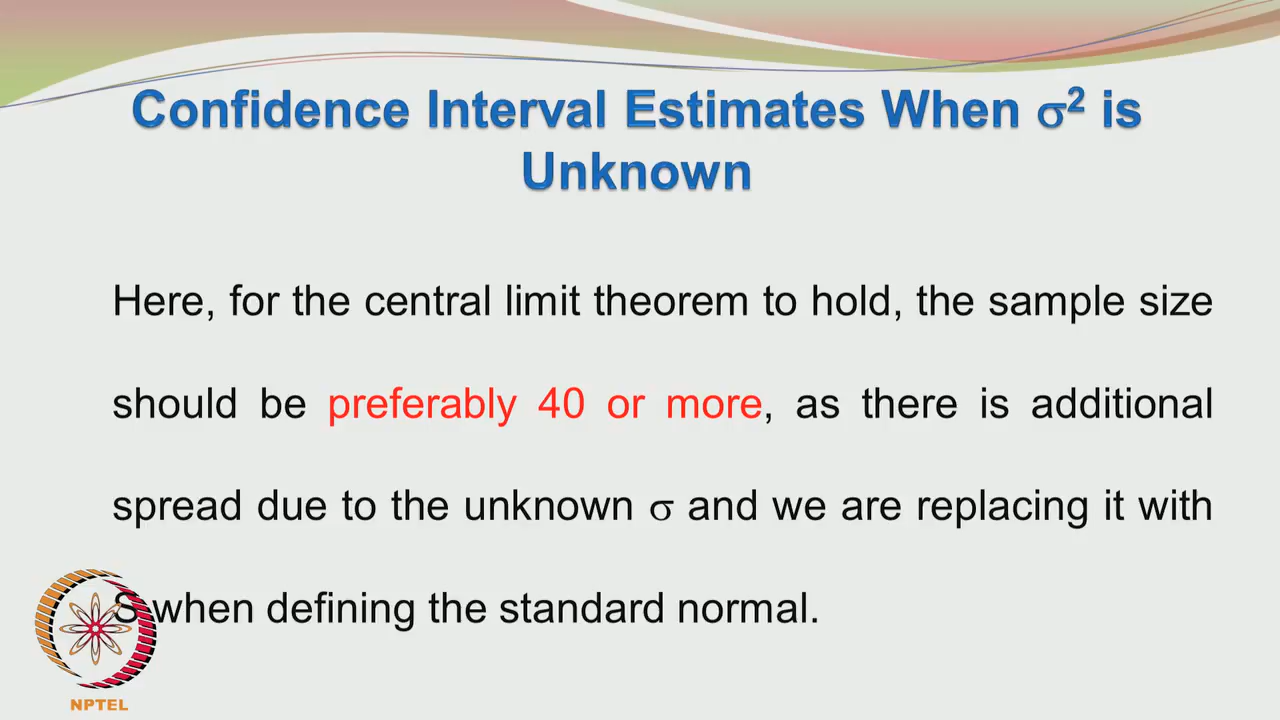 Confidence Interval Estimates When σ² is
Unknown
Here, for the central limit theorem to hold, the sample size
should be preferably 40 or more, as there is additional
spread due to the unknown σ and we are replacing it with
S when defining the standard normal.
NPTEL